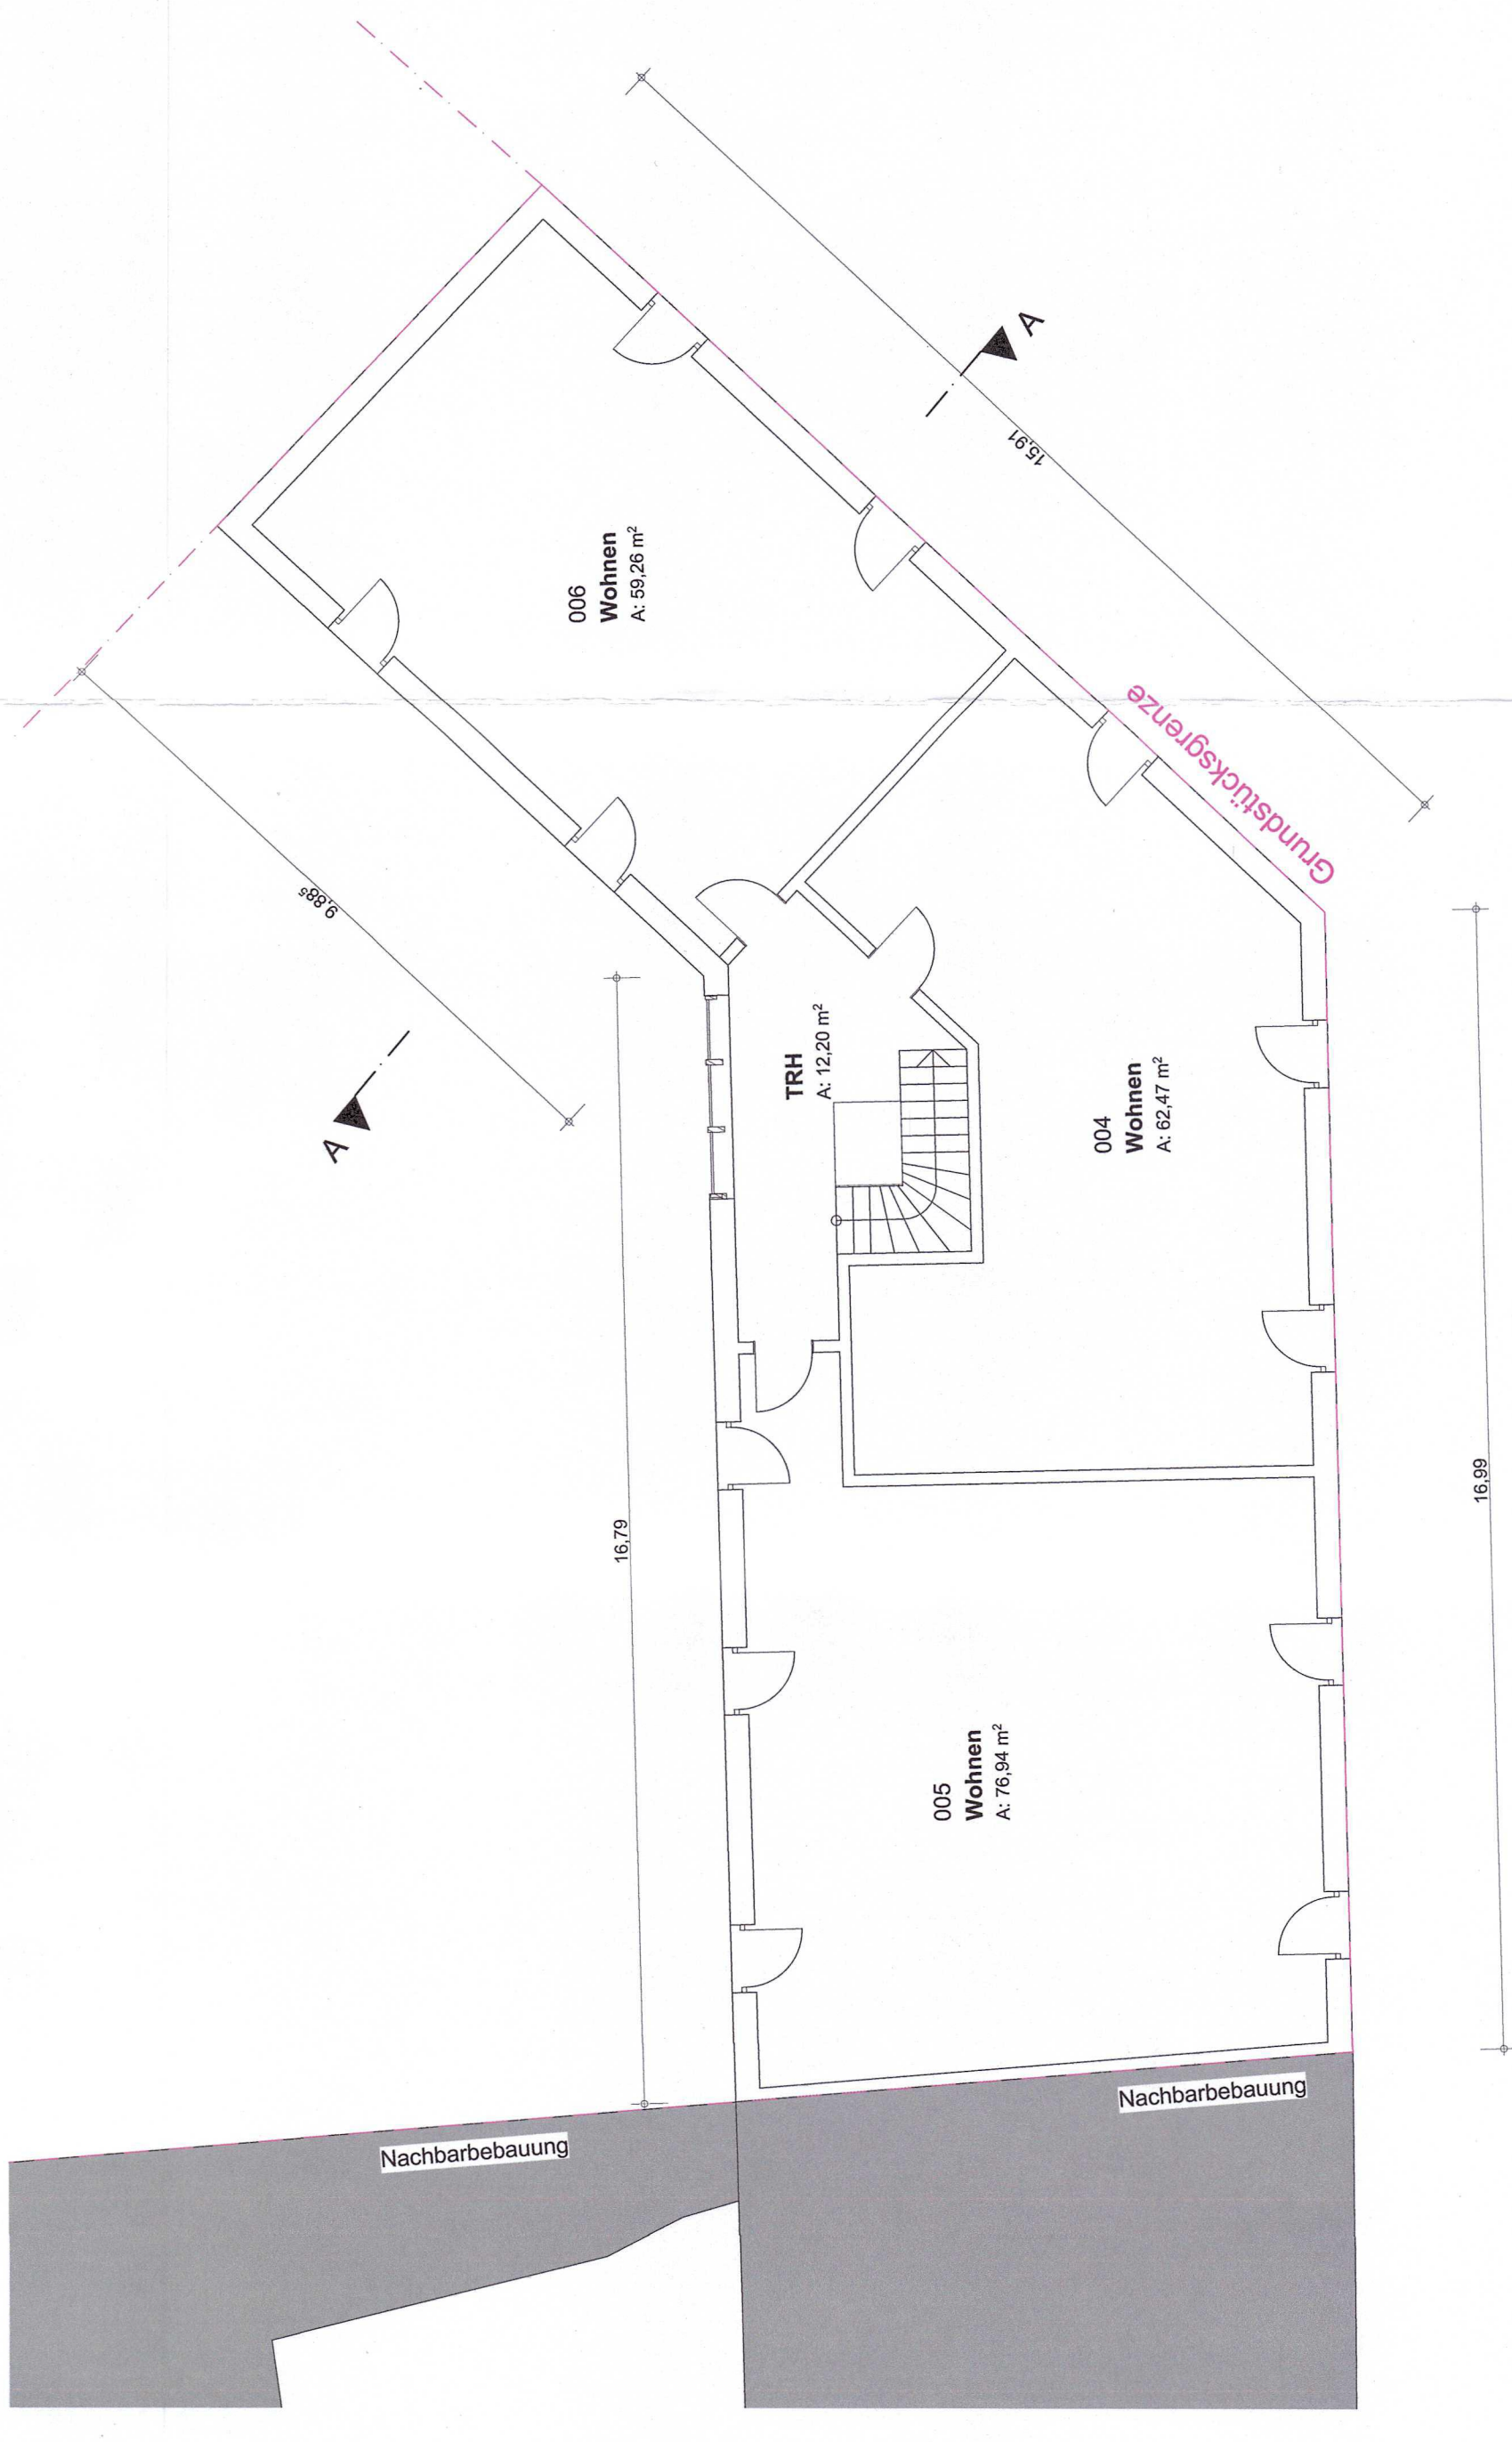 A
15,91
006
Wohnen
A: 59,26 m²
Grundstücksgrenze
9,88⁵
A
TRH
A: 12,20 m²
004
Wohnen
A: 62,47 m²
16,79
16,99
005
Wohnen
A: 76,94 m²
Nachbarbebauung
Nachbarbebauung